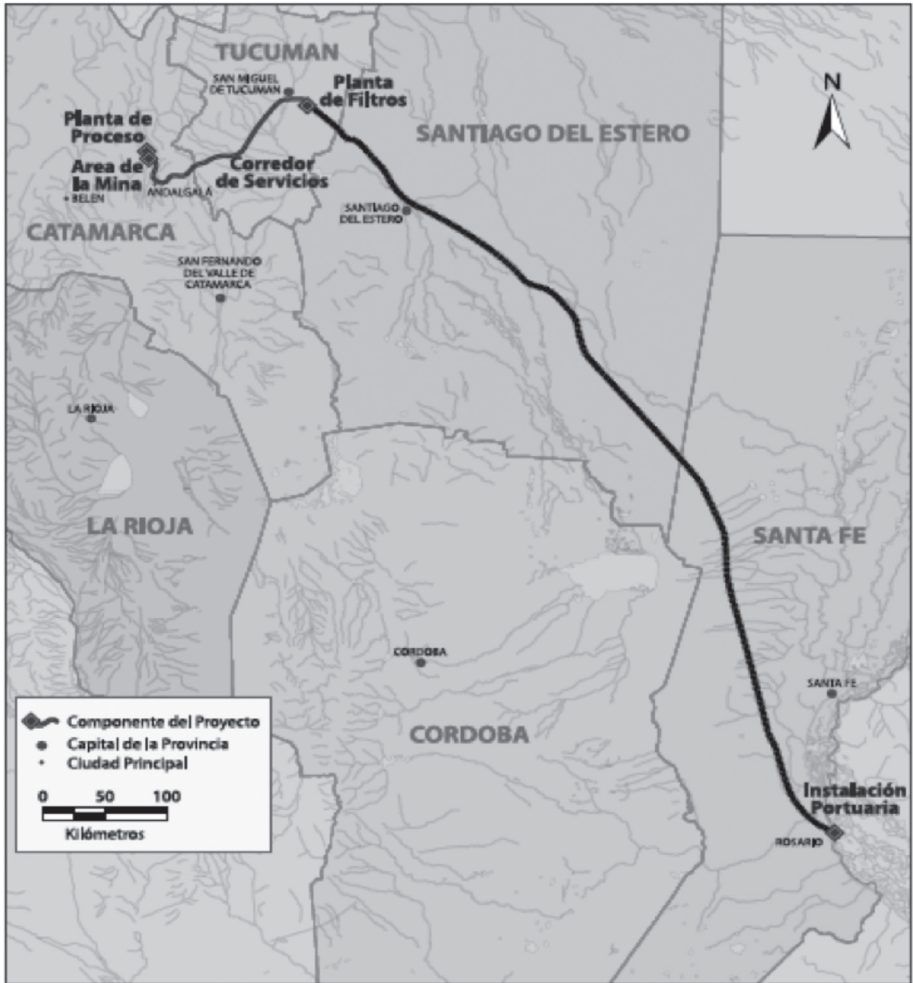 TUCUMAN
SAN MIGUEL
DE TUCUMAN
Planta
de Filtros
N
SANTIAGO DEL ESTERO
Planta de
Proceso
Area de
la Mina
ANDALGALÁ
BELEN
Corredor
de Servicios
SANTIAGO
DEL ESTERO
CATAMARCA
SAN FERNANDO
DEL VALLE DE
CATAMARCA
LA RIOJA
LA RIOJA
SANTA FE
CORDOBA
SANTA FE
CORDOBA
Componente del Proyecto
Capital de la Provincia
Ciudad Principal
0 50 100
Kilómetros
Instalación
Portuaria
ROSARIO